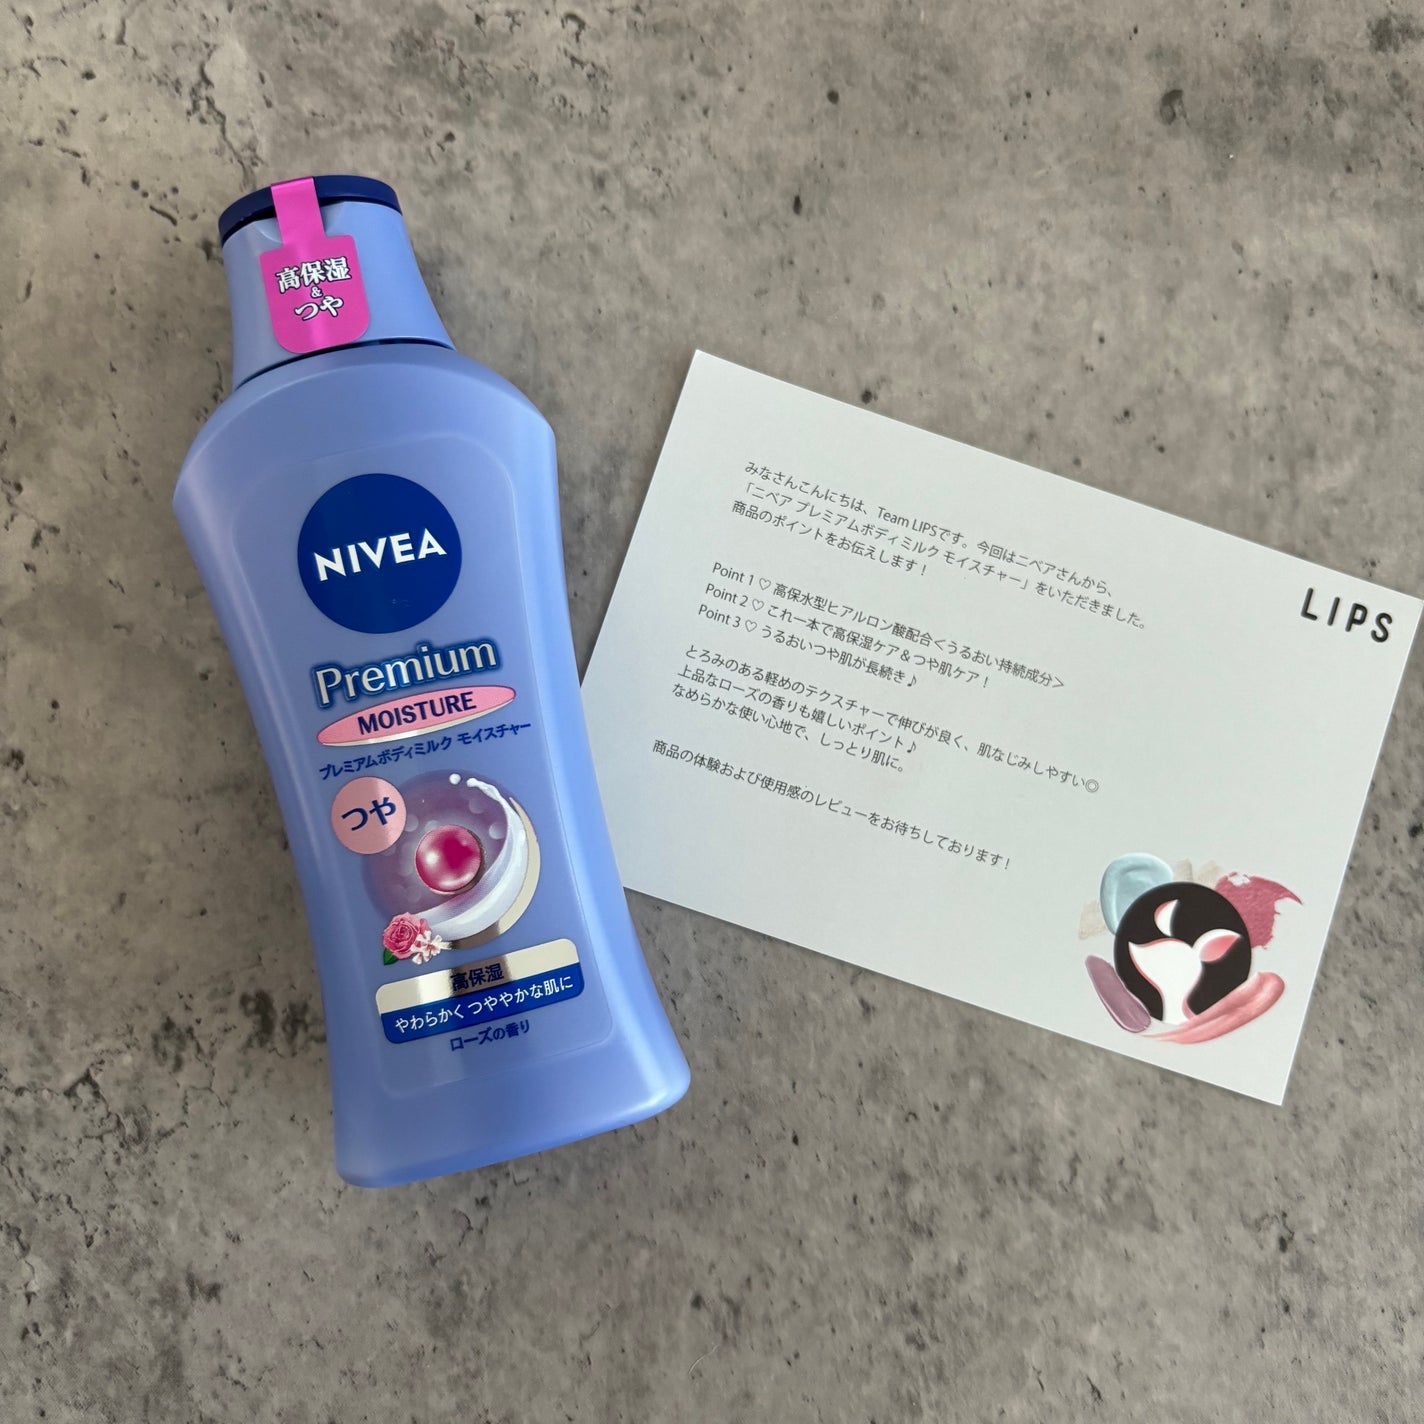 高保湿
&
つや
NIVEA
Premium
MOISTURE
プレミアムボディミルク モイスチャー
つや
高保湿
やわらかくつややかな肌に
ローズの香り
みなさんこんにちは、Team LIPSです。今回はニベアさんから、
「ニベア プレミアムボディミルク モイスチャー」をいただきました。
商品のポイントをお伝えします！
Point 1 ♡ 高保水型ヒアルロン酸配合＜うるおい持続成分＞
Point 2 ♡ これ一本で高保湿ケア＆つや肌ケア！
Point 3 ♡ うるおいつや肌が長続き♪
とろみのある軽めのテクスチャーで伸びが良く、肌なじみしやすい◎
上品なローズの香りも嬉しいポイント♪
なめらかな使い心地で、しっとり肌に。
商品の体験および使用感のレビューをお待ちしております！
LIPS